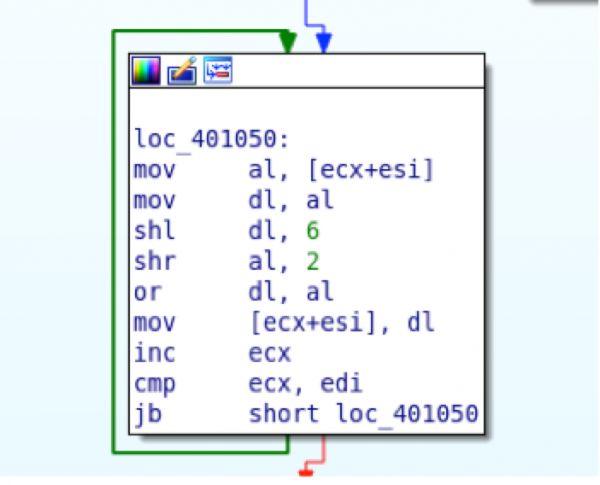 loc_401050:
mov al, [ecx+esi]
mov dl, al
shl dl, 6
shr al, 2
or dl, al
mov [ecx+esi], dl
inc ecx
cmp ecx, edi
jb short loc_401050